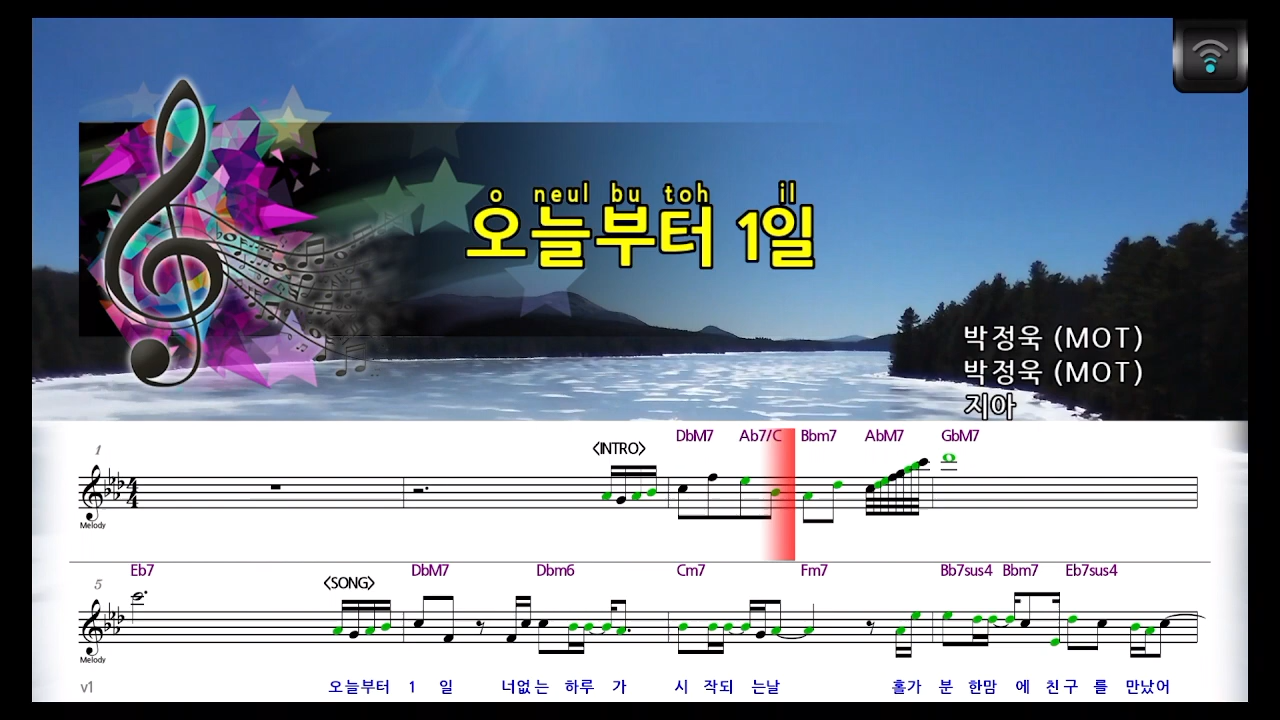 o neul bu toh il
오늘부터 1일
박정욱 (MOT)
박정욱 (MOT)
지아
DbM7 Ab7/C Bbm7 AbM7 GbM7
1 <INTRO>
4
4
Melody
Eb7 DbM7 Dbm6 Cm7 Fm7 Bb7sus4 Bbm7 Eb7sus4
5 <SONG>
Melody
v1 오늘부터 1 일 너없는 하루 가 시 작되 는날 홀가 분 한맘 에 친구 를 만났어